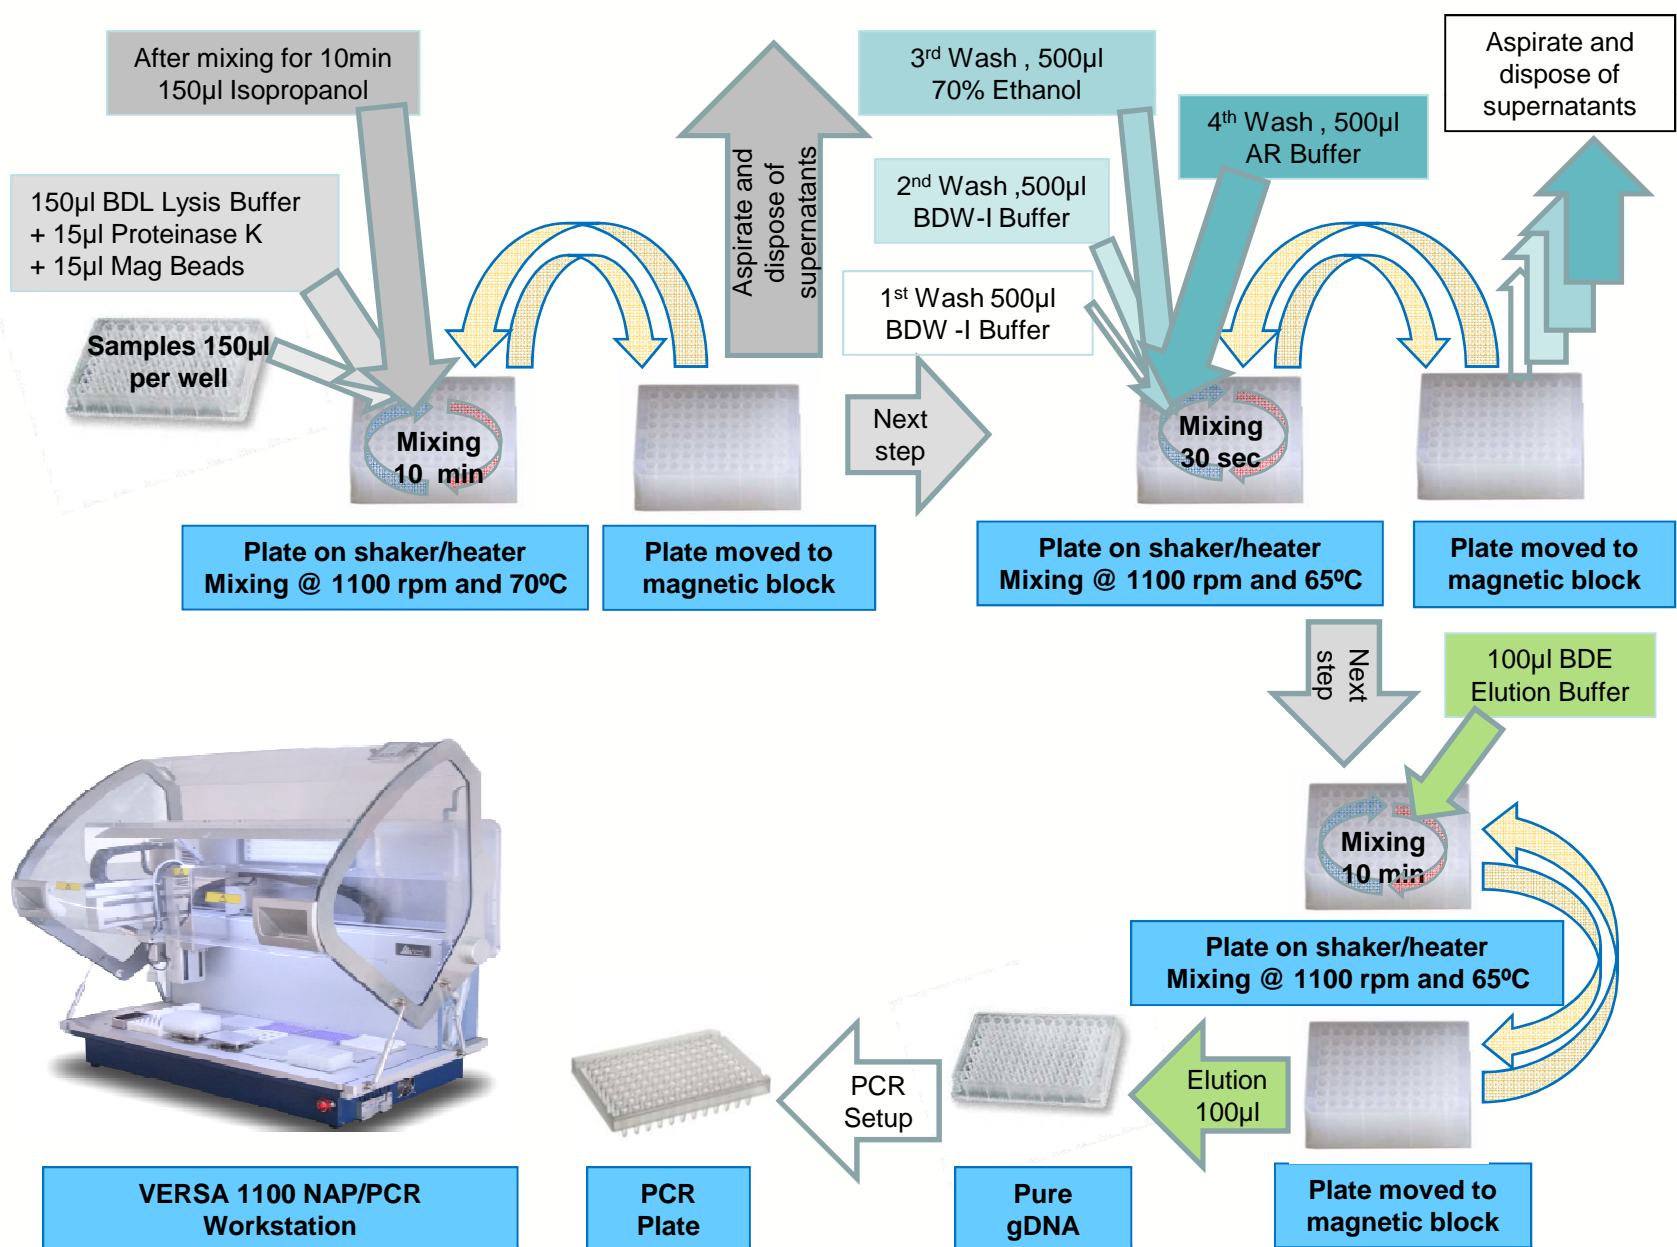 After mixing for 10min
150µl Isopropanol
150µl BDL Lysis Buffer
+ 15µl Proteinase K
+ 15µl Mag Beads
Samples 150µl
per well
Mixing
10 min
Plate on shaker/heater
Mixing @ 1100 rpm and 70ºC
Aspirate and
dispose of
supernatants
Plate moved to
magnetic block
Next
step
3rd Wash , 500µl
70% Ethanol
4th Wash , 500µl
AR Buffer
2nd Wash ,500µl
BDW-I Buffer
1st Wash 500µl
BDW -I Buffer
Mixing
30 sec
Plate on shaker/heater
Mixing @ 1100 rpm and 65ºC
Aspirate and
dispose of
supernatants
Plate moved to
magnetic block
Next
step
100µl BDE
Elution Buffer
Mixing
10 min
Plate on shaker/heater
Mixing @ 1100 rpm and 65ºC
Plate moved to
magnetic block
Elution
100µl
Pure
gDNA
PCR
Setup
PCR
Plate
VERSA 1100 NAP/PCR
Workstation